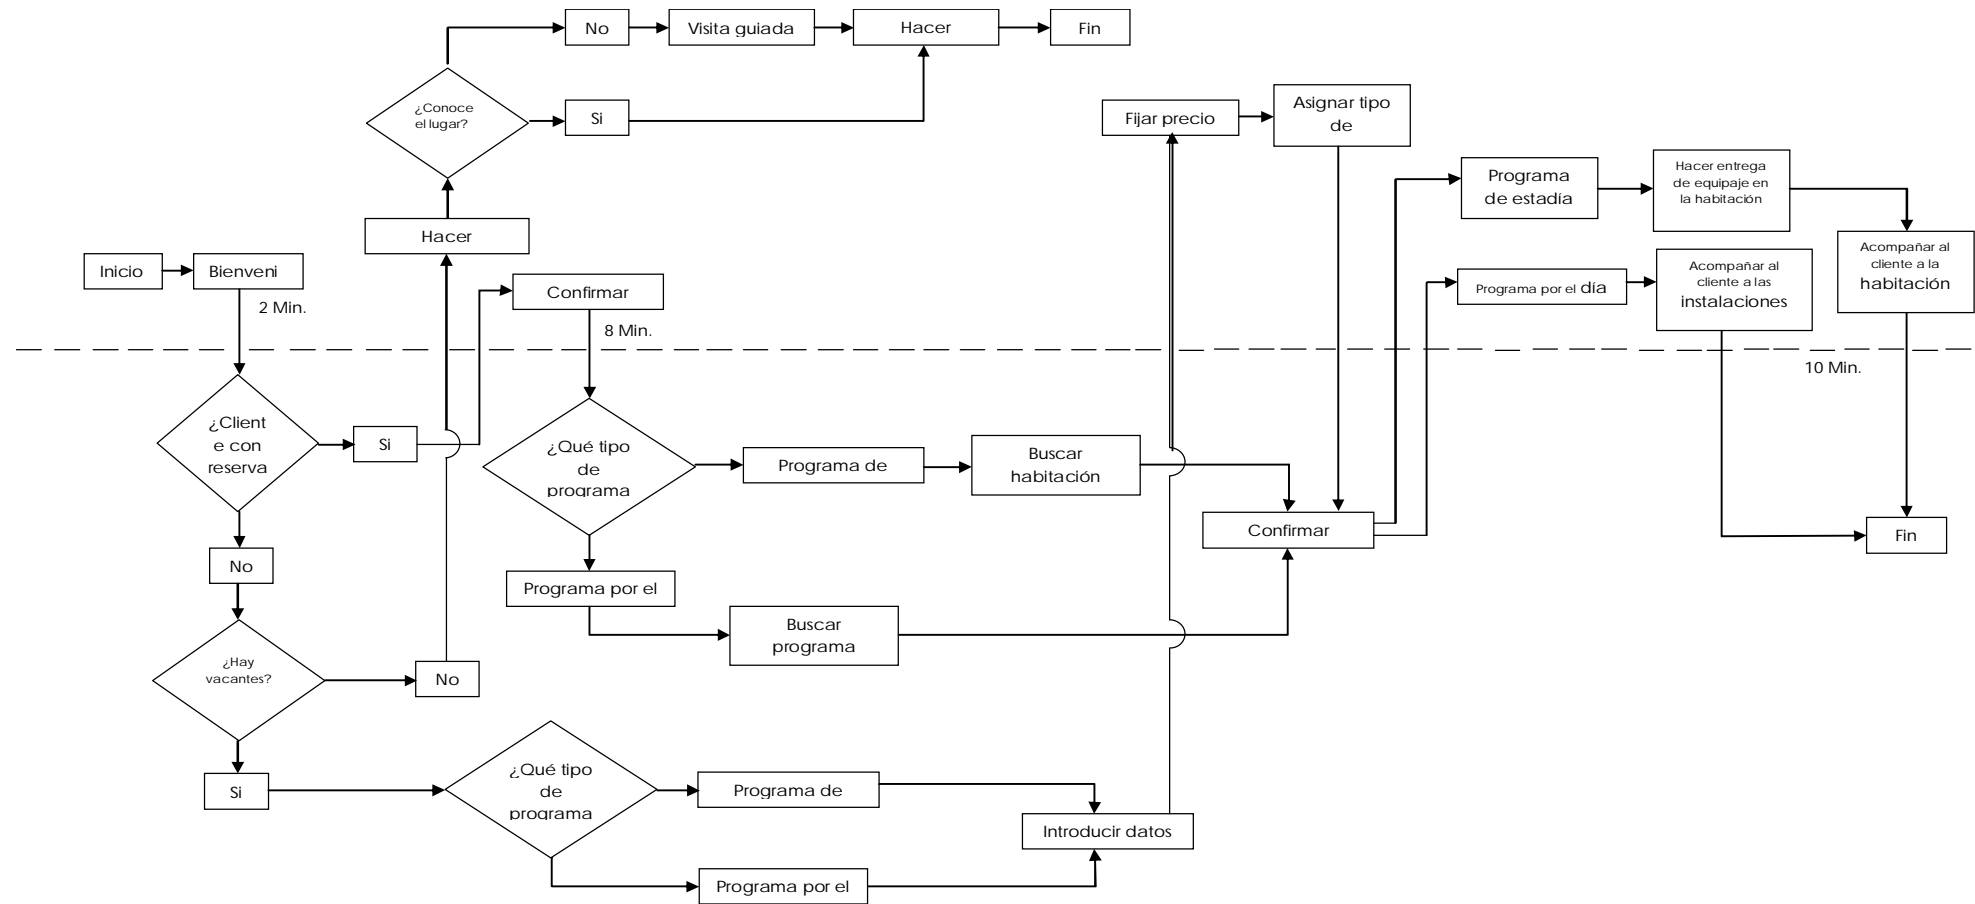 No
Visita guiada
Hacer
Fin
¿Conoce
el lugar?
Si
Fijar precio
Asignar tipo
de
Programa
de estadía
Hacer entrega
de equipaje en
la habitación
Hacer
Inicio
Bienveni
2 Min.
Confirmar
8 Min.
Programa por el día
Acompañar al
cliente a las
instalaciones
Acompañar al
cliente a la
habitación
10 Min.
¿Client
e con
reserva
Si
¿Qué tipo
de
programa
Programa de
Buscar
habitación
Confirmar
Fin
No
Programa por el
Buscar
programa
¿Hay
vacantes?
No
Si
¿Qué tipo
de
programa
Programa de
Introducir datos
Programa por el